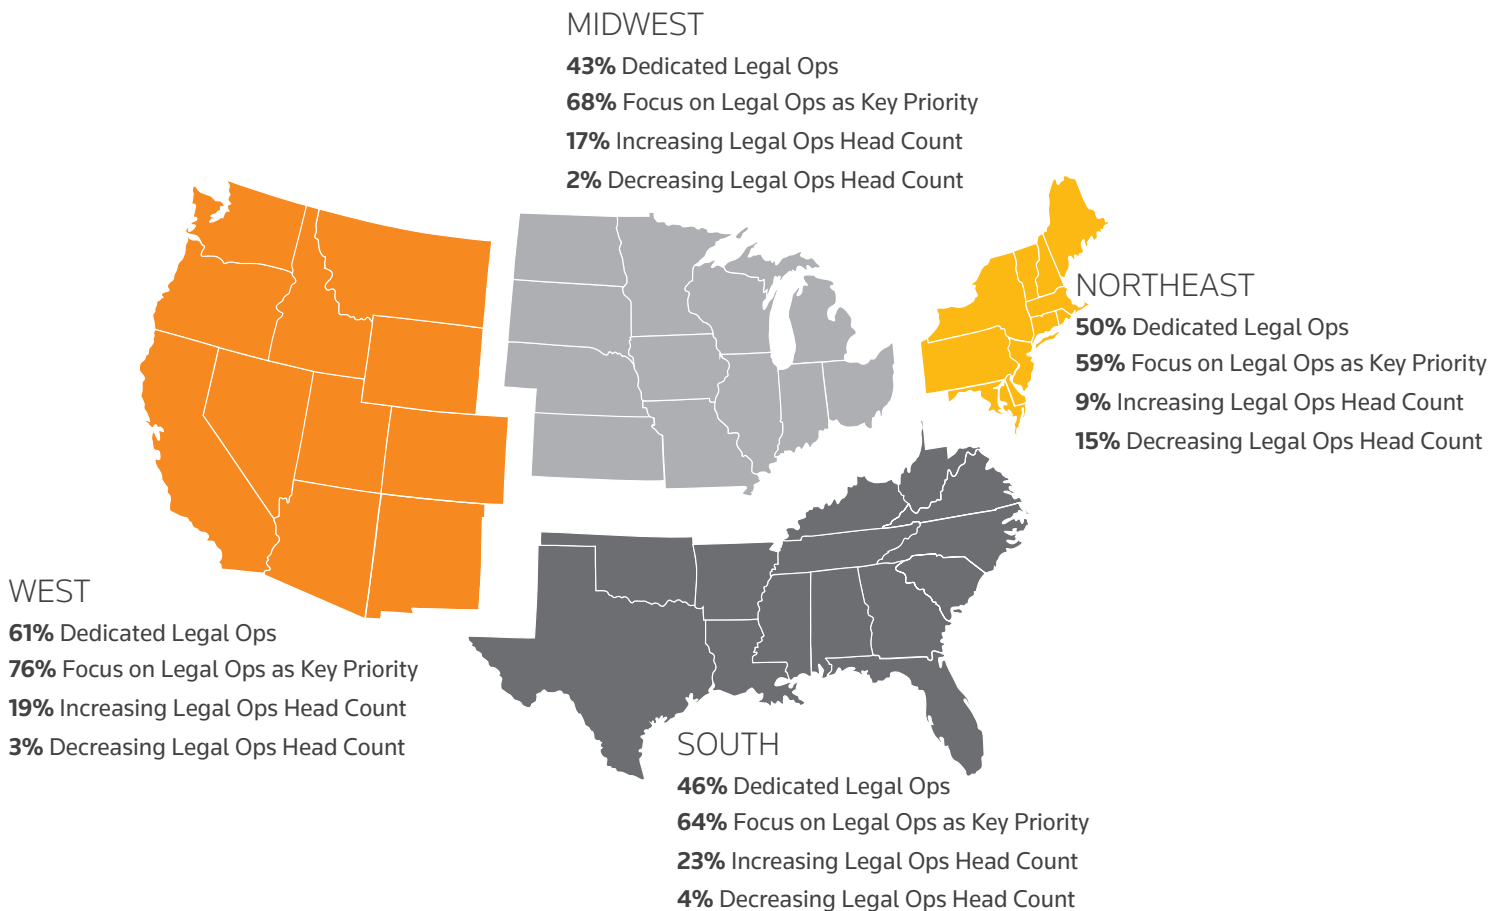 MIDWEST
43% Dedicated Legal Ops
68% Focus on Legal Ops as Key Priority
17% Increasing Legal Ops Head Count
2% Decreasing Legal Ops Head Count
NORTHEAST
50% Dedicated Legal Ops
59% Focus on Legal Ops as Key Priority
9% Increasing Legal Ops Head Count
15% Decreasing Legal Ops Head Count
WEST
61% Dedicated Legal Ops
76% Focus on Legal Ops as Key Priority
19% Increasing Legal Ops Head Count
3% Decreasing Legal Ops Head Count
SOUTH
46% Dedicated Legal Ops
64% Focus on Legal Ops as Key Priority
23% Increasing Legal Ops Head Count
4% Decreasing Legal Ops Head Count